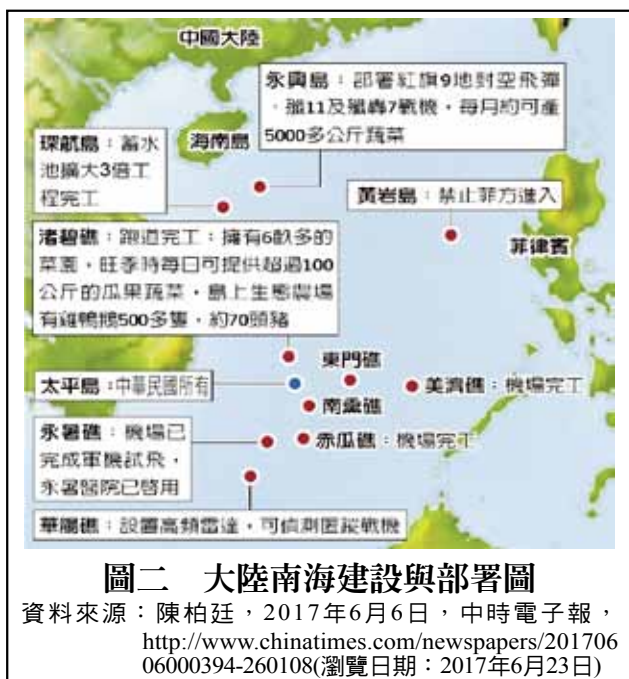 中國大陸
永興島：部署紅旗9地對空飛彈
、殲11及殲轟7戰機，每月約可產
5000多公斤蔬菜
海南島
琛航島：蓄水
池擴大3倍工
程完工
黃岩島：禁止菲方進入
菲律賓
渚碧礁：跑道完工；擁有6畝多的
菜園，旺季時每日可提供超過100
公斤的瓜果蔬菜，島上生態農場
有雞鴨鵝500多隻，約70頭豬
東門礁
太平島：中華民國所有
美濟礁：機場完工
南薰礁
永暑礁：機場已
完成軍機試飛，
永暑醫院已啓用
赤瓜礁：機場完工
華陽礁：設置高頻雷達，可偵測匿蹤戰機
圖二　大陸南海建設與部署圖
資料來源：陳柏廷，2017年6月6日，中時電子報，
http://www.chinatimes.com/newspapers/201706
06000394-260108(瀏覽日期：2017年6月23日)